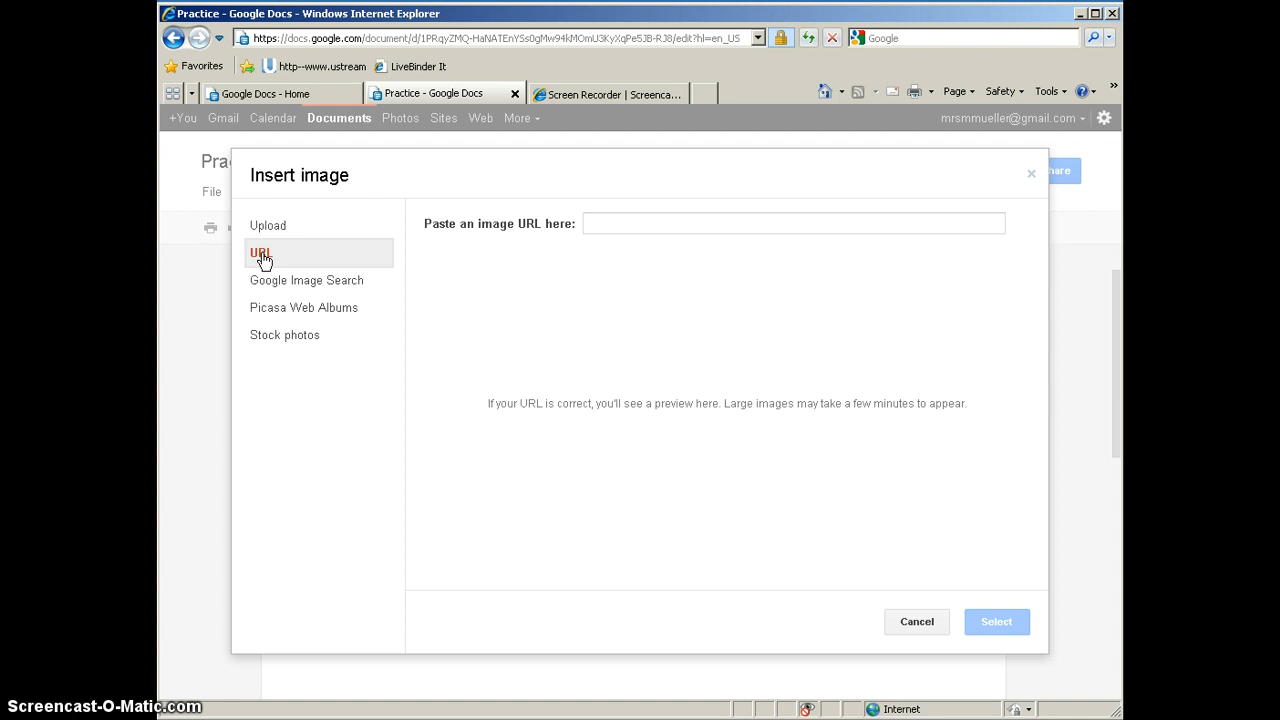 Practice - Google Docs - Windows Internet Explorer
https://docs.google.com/document/d/1PRqyZMQ-HaNATEnYSs0gMw94kMOmU3KyXqPe5JB-RJ8/edit?hl=en_US
Google
Favorites
http--www.ustream
LiveBinder It
Google Docs - Home
Practice - Google Docs
Screen Recorder | Screenca...
Page
Safety
Tools
+You Gmail Calendar Documents Photos Sites Web More
mrsmmueller@gmail.com
Pra
hare
File
Insert image
Upload
URL
Google Image Search
Picasa Web Albums
Stock photos
Paste an image URL here:
If your URL is correct, you'll see a preview here. Large images may take a few minutes to appear.
Cancel
Select
Internet
Screencast-O-Matic.com